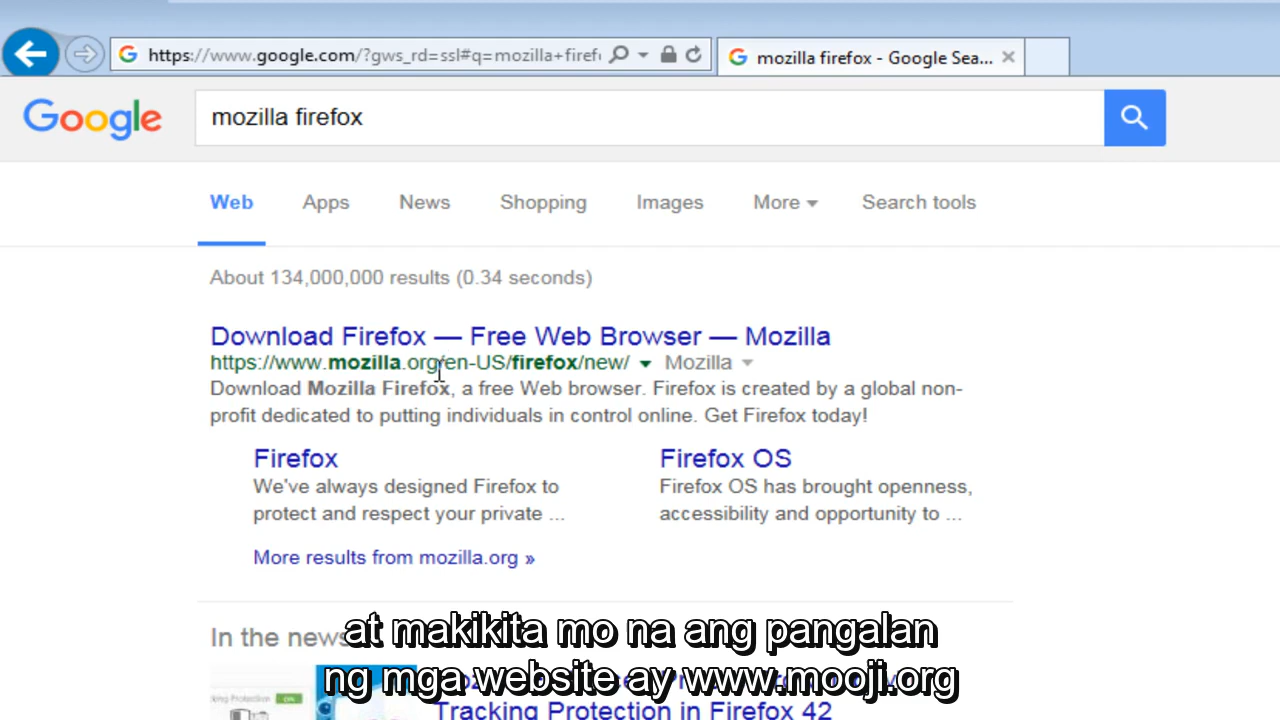 https://www.google.com/?gws_rd=ssl#q=mozilla+firef
mozilla firefox - Google Sea...
Google
mozilla firefox
Web Apps News Shopping Images More Search tools
About 134,000,000 results (0.34 seconds)
Download Firefox — Free Web Browser — Mozilla
https://www.mozilla.org/en-US/firefox/new/ Mozilla
Download Mozilla Firefox, a free Web browser. Firefox is created by a global non-
profit dedicated to putting individuals in control online. Get Firefox today!
Firefox
We've always designed Firefox to
protect and respect your private ...
Firefox OS
Firefox OS has brought openness,
accessibility and opportunity to ...
More results from mozilla.org »
In the news
at makikita mo na ang pangalan
ng mga website ay www.mooji.org
Tracking Protection in Firefox 42